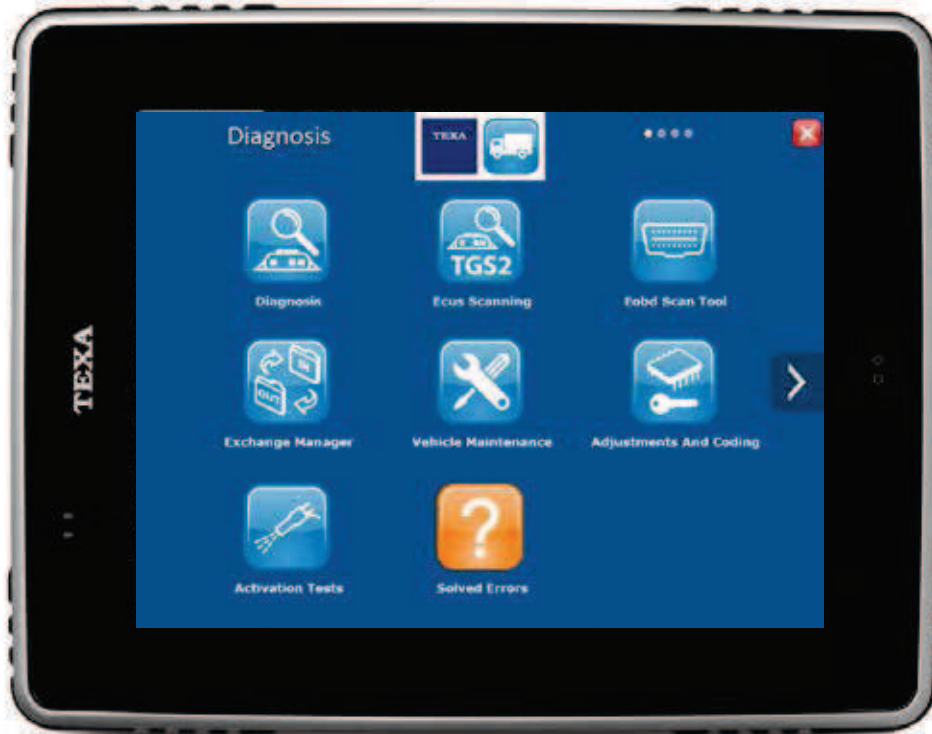 Diagnosis
TEXA
TGS2
Diagnosis
Ecus Scanning
Eobd Scan Tool
IN
OUT
Exchange Manager
Vehicle Maintenance
Adjustments And Coding
Activation Tests
?
Solved Errors
TEXA